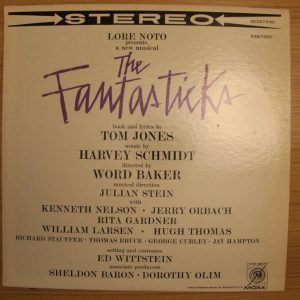 STEREO
LORE NOTO
presents
a new musical
The
Fantasticks
book and lyrics by
TOM JONES
music by
HARVEY SCHMIDT
directed by
WORD BAKER
musical direction
JULIAN STEIN
with
KENNETH NELSON · JERRY ORBACH
RITA GARDNER
WILLIAM LARSEN · HUGH THOMAS
RICHARD STAUFFER · THOMAS BRUCE · GEORGE CURLEY · JAY HAMPTON
setting and costumes
ED WITTSTEIN
associate producers,
SHELDON BARON · DOROTHY OLIM
MGM